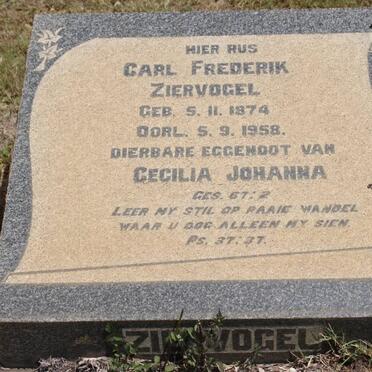 HIER RUS
CARL FREDERIK
ZIERVOGEL
GEB. 5. 11. 1874
OORL. 5. 9. 1958.
DIERBARE EGGENOOT VAN
CECILIA JOHANNA
GES. 67: 2
LEER MY STIL OP PAAIE WANDEL
WAAR U OOG ALLEEN MY SIEN.
PS. 37: 37.
ZIERVOGEL